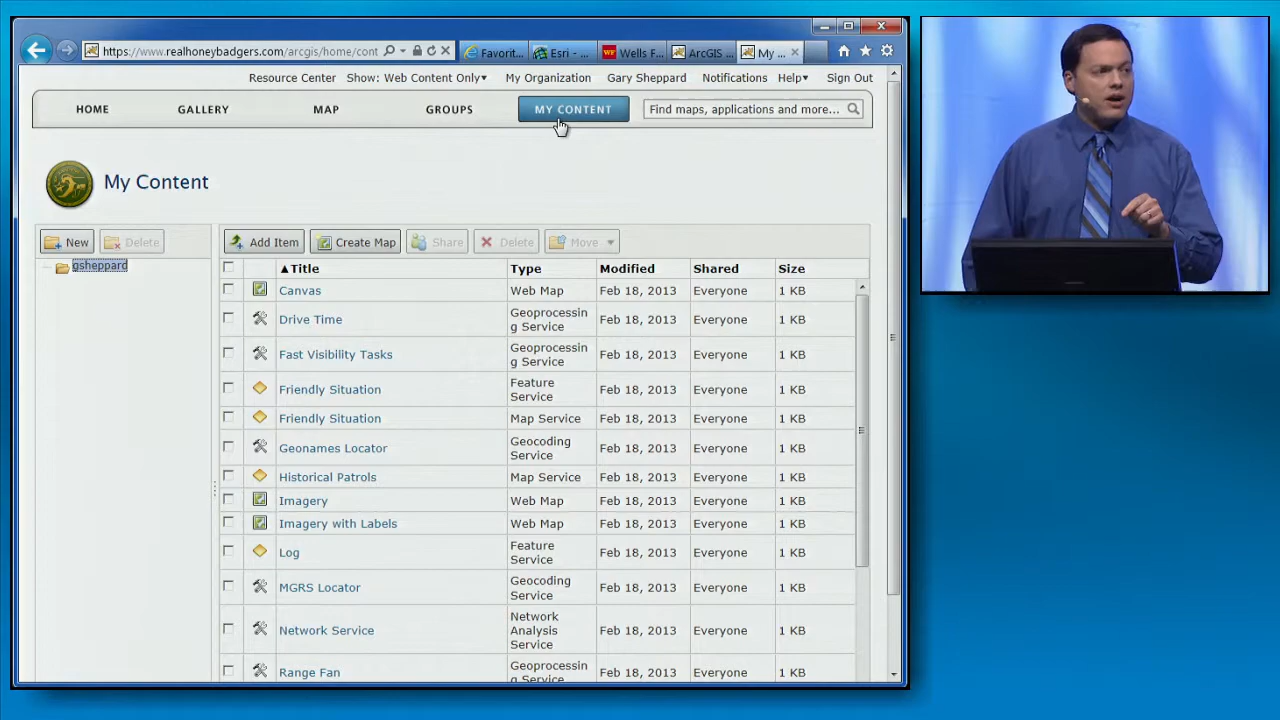 https://www.realhoneybadgers.com/arcgis/home/cont
Favorit...
Esri - ...
Wells F...
ArcGIS ...
My ...
Resource Center Show: Web Content Only▾ My Organization Gary Sheppard Notifications Help▾ Sign Out
HOME GALLERY MAP GROUPS MY CONTENT Find maps, applications and more...
My Content
New Delete Add Item Create Map Share Delete Move
gsheppard
▲Title Type Modified Shared Size
Canvas Web Map Feb 18, 2013 Everyone 1 KB
Drive Time Geoprocessin
g Service Feb 18, 2013 Everyone 1 KB
Fast Visibility Tasks Geoprocessin
g Service Feb 18, 2013 Everyone 1 KB
Friendly Situation Feature
Service Feb 18, 2013 Everyone 1 KB
Friendly Situation Map Service Feb 18, 2013 Everyone 1 KB
Geonames Locator Geocoding
Service Feb 18, 2013 Everyone 1 KB
Historical Patrols Map Service Feb 18, 2013 Everyone 1 KB
Imagery Web Map Feb 18, 2013 Everyone 1 KB
Imagery with Labels Web Map Feb 18, 2013 Everyone 1 KB
Log Feature
Service Feb 18, 2013 Everyone 1 KB
MGRS Locator Geocoding
Service Feb 18, 2013 Everyone 1 KB
Network Service Network
Analysis
Service Feb 18, 2013 Everyone 1 KB
Range Fan Geoprocessin
g Service Feb 18, 2013 Everyone 1 KB